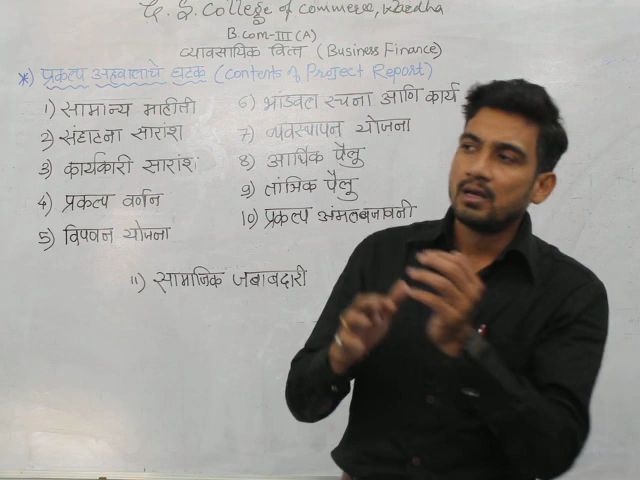 G. S. College of Commerce, Wardha
B.Com-III (A)
व्यावसायिक वित्त (Business Finance)
*) प्रकल्प अहवालाचे घटक (Contents of Project Report)
1) सामान्य माहीती
2) संघटना सारांश
3) कार्यकारी सारांश
4) प्रकल्प वर्णन
5) विपणन योजना
6) भांडवल रचना आणि कार्य
7) व्यवस्थापन योजना
8) आर्थिक पैलु
9) तांत्रिक पैलु
10) प्रकल्प अंमलबजावनी
11) सामाजिक जबाबदारी